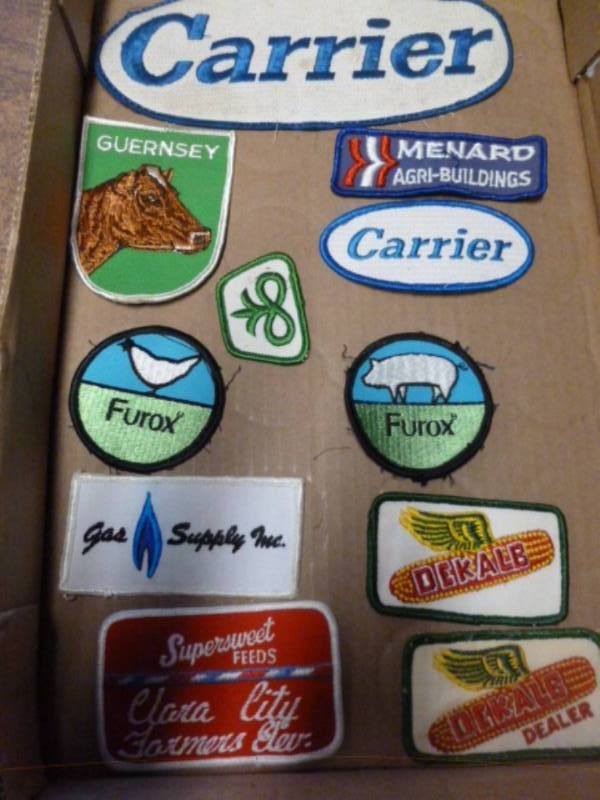 Carrier
GUERNSEY
MENARD
AGRI-BUILDINGS
Carrier
Furox
Furox
Gas Supply Inc.
DEKALB
Supersweet
FEEDS
Clara City
Farmers Elev.
DEKALB
DEALER